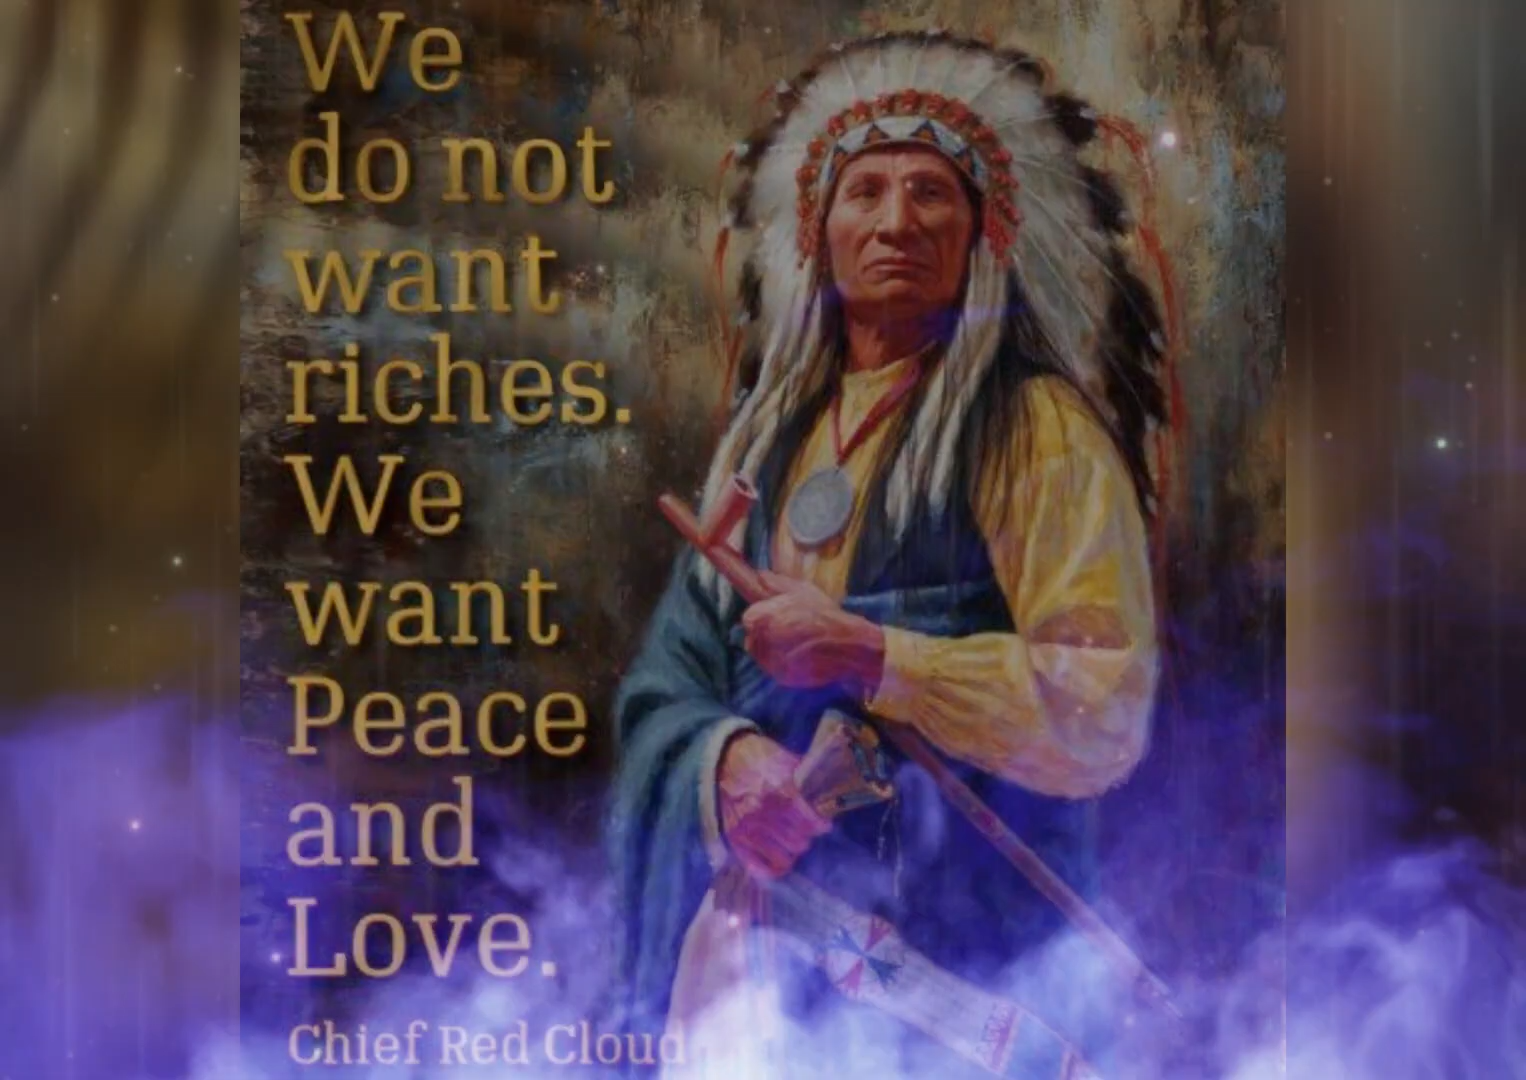 We
do not
want
riches.
We
want
Peace
and
Love.
Chief Red Cloud